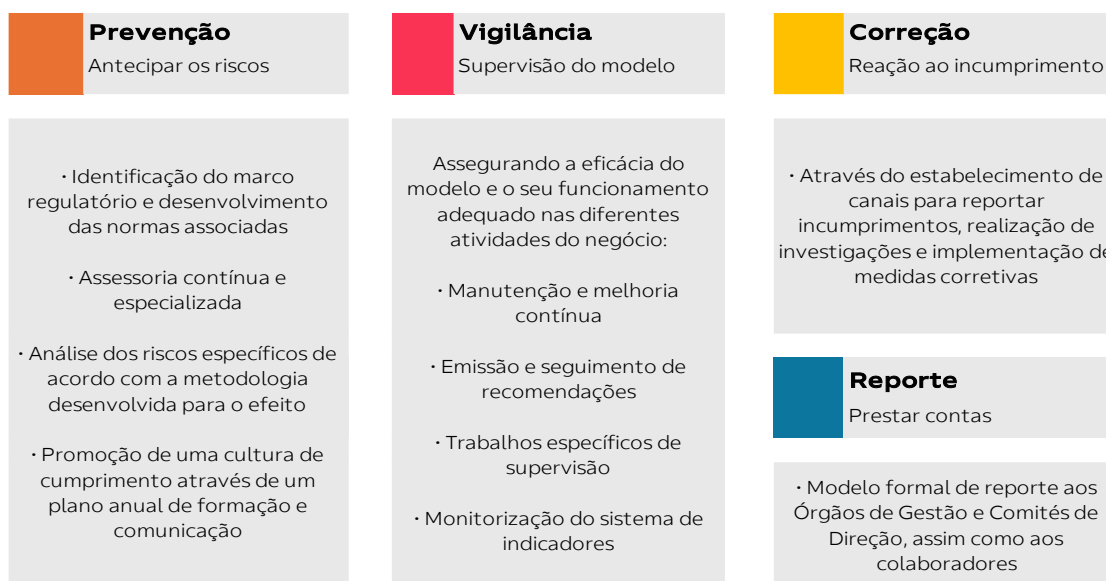 Prevenção
Antecipar os riscos
• Identificação do marco
regulatório e desenvolvimento
das normas associadas
• Assessoria contínua e
especializada
• Análise dos riscos específicos de
acordo com a metodologia
desenvolvida para o efeito
• Promoção de uma cultura de
cumprimento através de um
plano anual de formação e
comunicação
Vigilância
Supervisão do modelo
Assegurando a eficácia do
modelo e o seu funcionamento
adequado nas diferentes
atividades do negócio:
• Manutenção e melhoria
contínua
• Emissão e seguimento de
recomendações
• Trabalhos específicos de
supervisão
• Monitorização do sistema de
indicadores
Correção
Reação ao incumprimento
• Através do estabelecimento de
canais para reportar
incumprimentos, realização de
investigações e implementação de
medidas corretivas
Reporte
Prestar contas
• Modelo formal de reporte aos
Órgãos de Gestão e Comités de
Direção, assim como aos
colaboradores